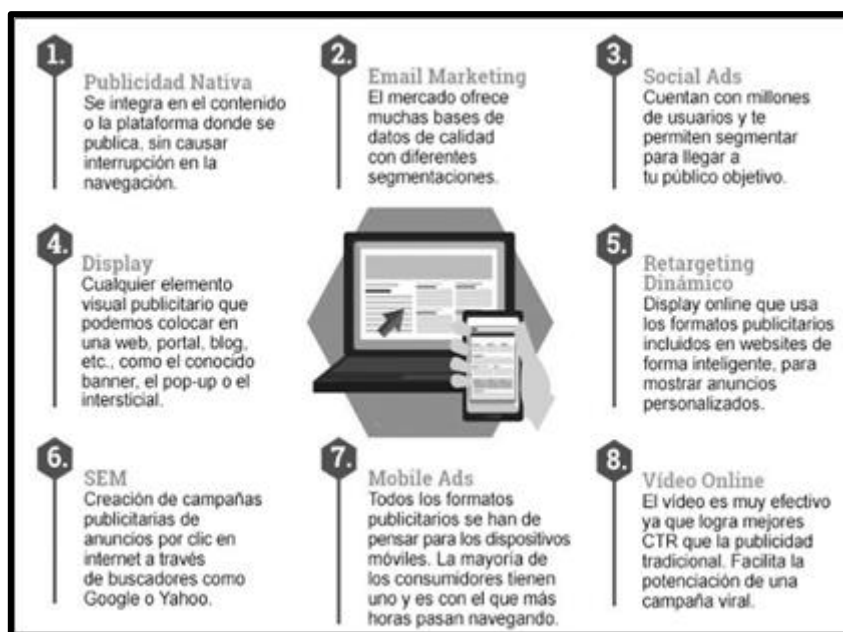 1.
Publicidad Nativa
Se integra en el contenido
o la plataforma donde se
publica, sin causar
interrupción en la
navegación.
2.
Email Marketing
El mercado ofrece
muchas bases de
datos de calidad
con diferentes
segmentaciones.
3.
Social Ads
Cuentan con millones
de usuarios y te
permiten segmentar
para llegar a
tu público objetivo.
4.
Display
Cualquier elemento
visual publicitario que
podemos colocar en
una web, portal, blog,
etc., como el conocido
banner, el pop-up o el
intersticial.
5.
Retargeting
Dinámico
Display online que usa
los formatos publicitarios
incluidos en websites de
forma inteligente, para
mostrar anuncios
personalizados.
6.
SEM
Creación de campañas
publicitarias de
anuncios por clic en
internet a través
de buscadores como
Google o Yahoo.
7.
Mobile Ads
Todos los formatos
publicitarios se han de
pensar para los dispositivos
móviles. La mayoría de
los consumidores tienen
uno y es con el que más
horas pasan navegando.
8.
Vídeo Online
El vídeo es muy efectivo
ya que logra mejores
CTR que la publicidad
tradicional. Facilita la
potenciación de una
campaña viral.